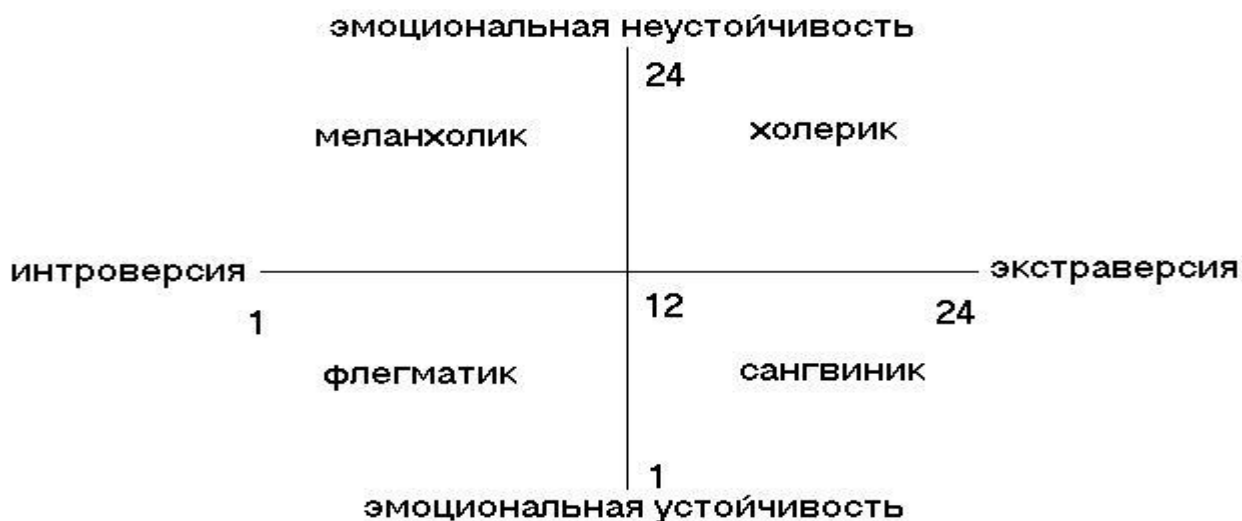 эмоциональная неустойчивость
24
меланхолик
холерик
интроверсия
экстраверсия
1
12
24
флегматик
сангвиник
1
эмоциональная устойчивость